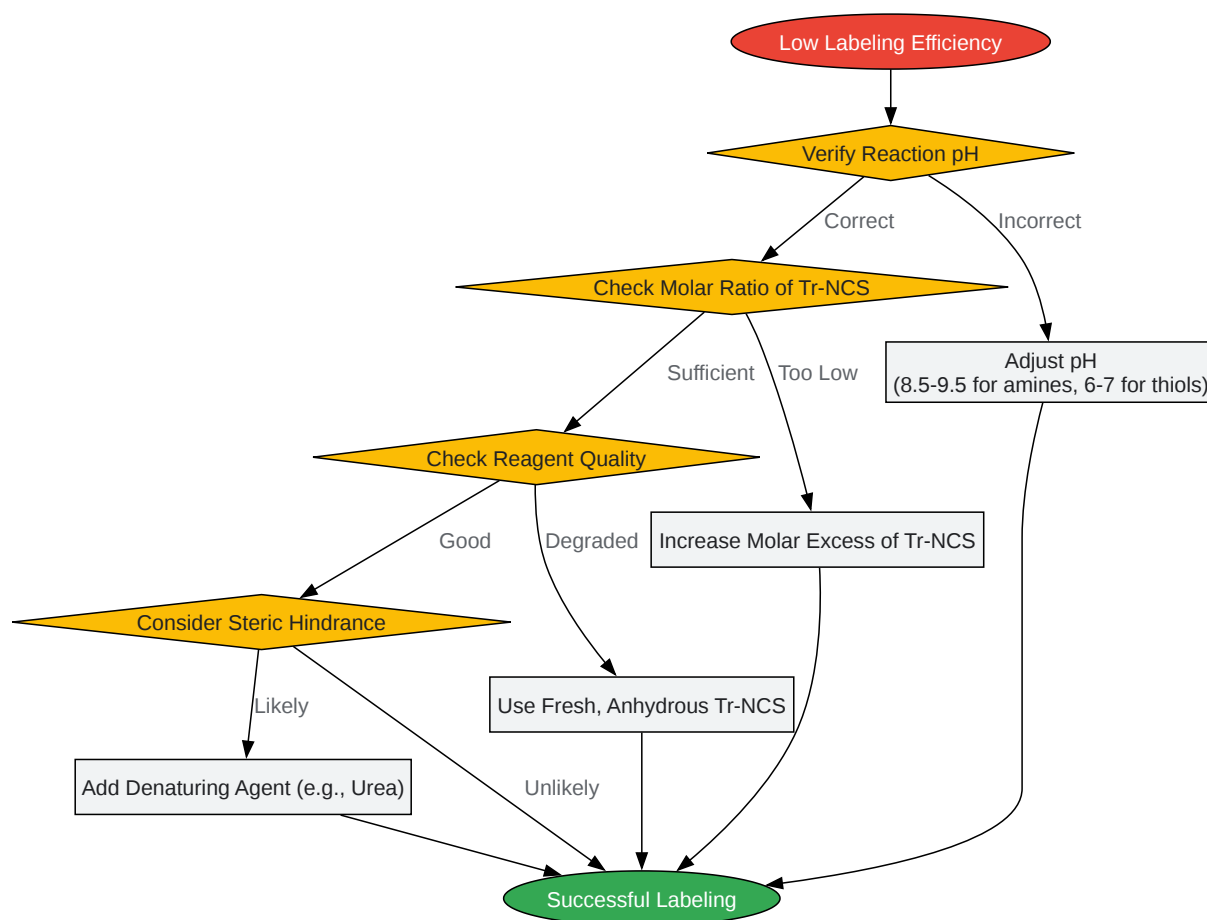 Low Labeling Efficiency
Verify Reaction pH
Correct
Incorrect
Check Molar Ratio of Tr-NCS
Adjust pH
(8.5-9.5 for amines, 6-7 for thiols)
Sufficient
Too Low
Check Reagent Quality
Increase Molar Excess of Tr-NCS
Good
Degraded
Consider Steric Hindrance
Use Fresh, Anhydrous Tr-NCS
Likely
Add Denaturing Agent (e.g., Urea)
Unlikely
Successful Labeling